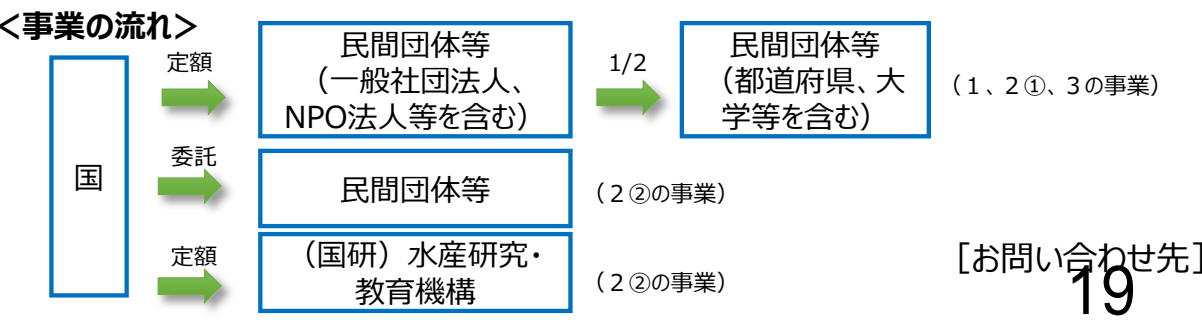 <事業の流れ>
国
定額
民間団体等
（一般社団法人、
NPO法人等を含む）
1/2
民間団体等
（都道府県、大
学等を含む）
（１、２①、３の事業）
委託
民間団体等
（２②の事業）
定額
（国研）水産研究・
教育機構
（２②の事業）
［お問い合わせ先］
19